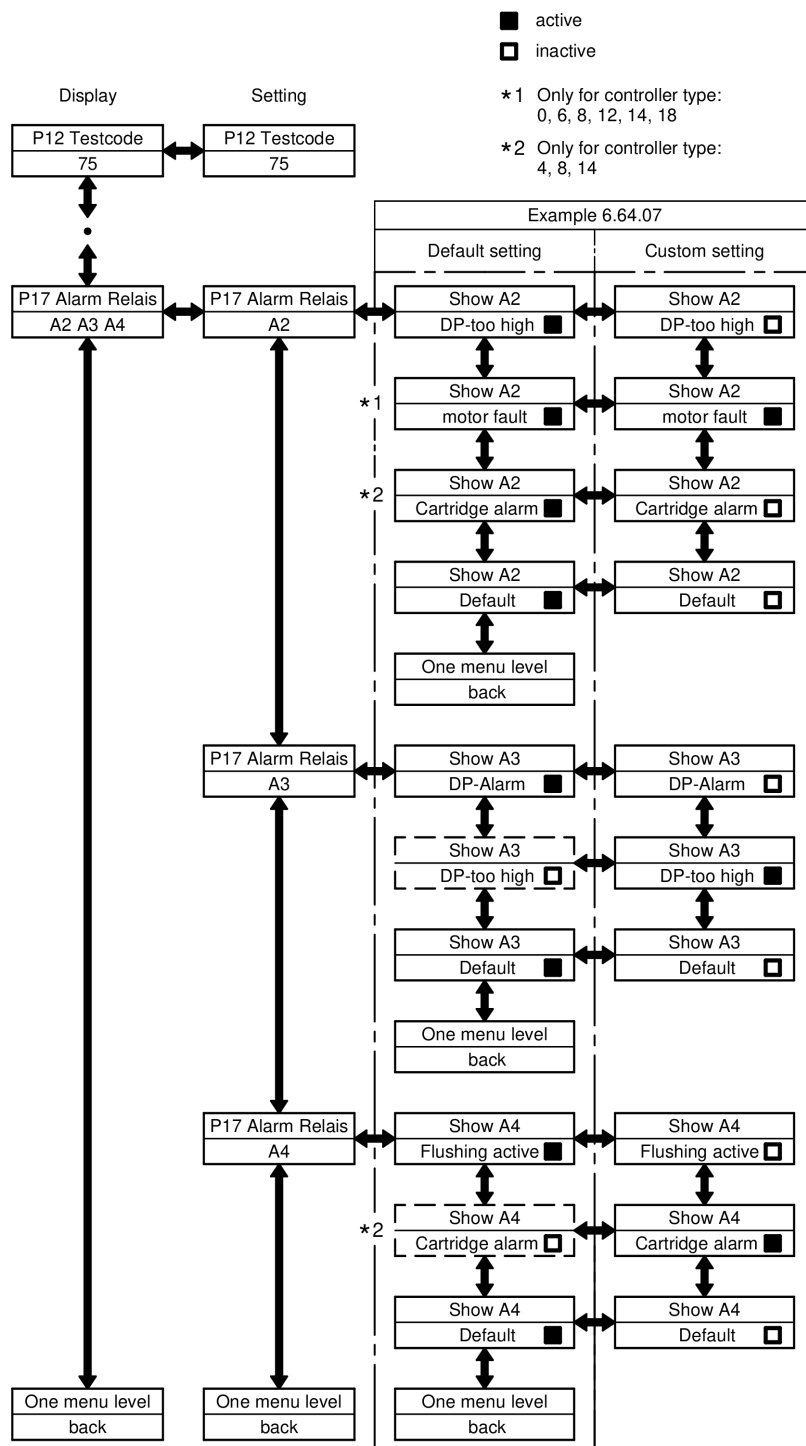 active
inactive
*1 Only for controller type:
0, 6, 8, 12, 14, 18
*2 Only for controller type:
4, 8, 14
Display
Setting
P12 Testcode
75
P12 Testcode
75
Example 6.64.07
Default setting
Custom setting
P17 Alarm Relais
A2 A3 A4
P17 Alarm Relais
A2
Show A2
DP-too high
Show A2
DP-too high
*1
Show A2
motor fault
Show A2
motor fault
*2
Show A2
Cartridge alarm
Show A2
Cartridge alarm
Show A2
Default
Show A2
Default
One menu level
back
P17 Alarm Relais
A3
Show A3
DP-Alarm
Show A3
DP-Alarm
Show A3
DP-too high
Show A3
DP-too high
Show A3
Default
Show A3
Default
One menu level
back
P17 Alarm Relais
A4
Show A4
Flushing active
Show A4
Flushing active
*2
Show A4
Cartridge alarm
Show A4
Cartridge alarm
Show A4
Default
Show A4
Default
One menu level
back
One menu level
back
One menu level
back